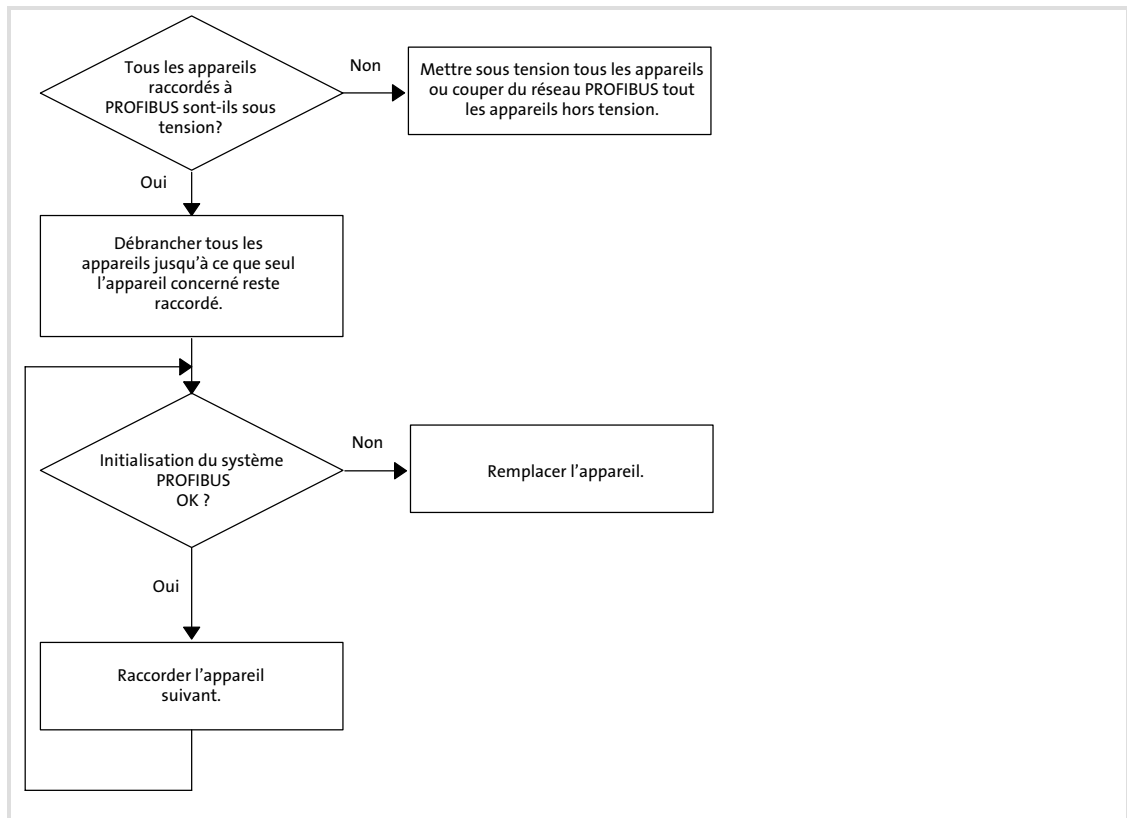 Tous les appareils
raccordés à
PROFIBUS sont-ils sous
tension?
Non
Mettre sous tension tous les appareils
ou couper du réseau PROFIBUS tout
les appareils hors tension.
Oui
Débrancher tous les
appareils jusqu'à ce que seul
l'appareil concerné reste
raccordé.
Initialisation du système
PROFIBUS
OK ?
Non
Remplacer l'appareil.
Oui
Raccorder l'appareil
suivant.